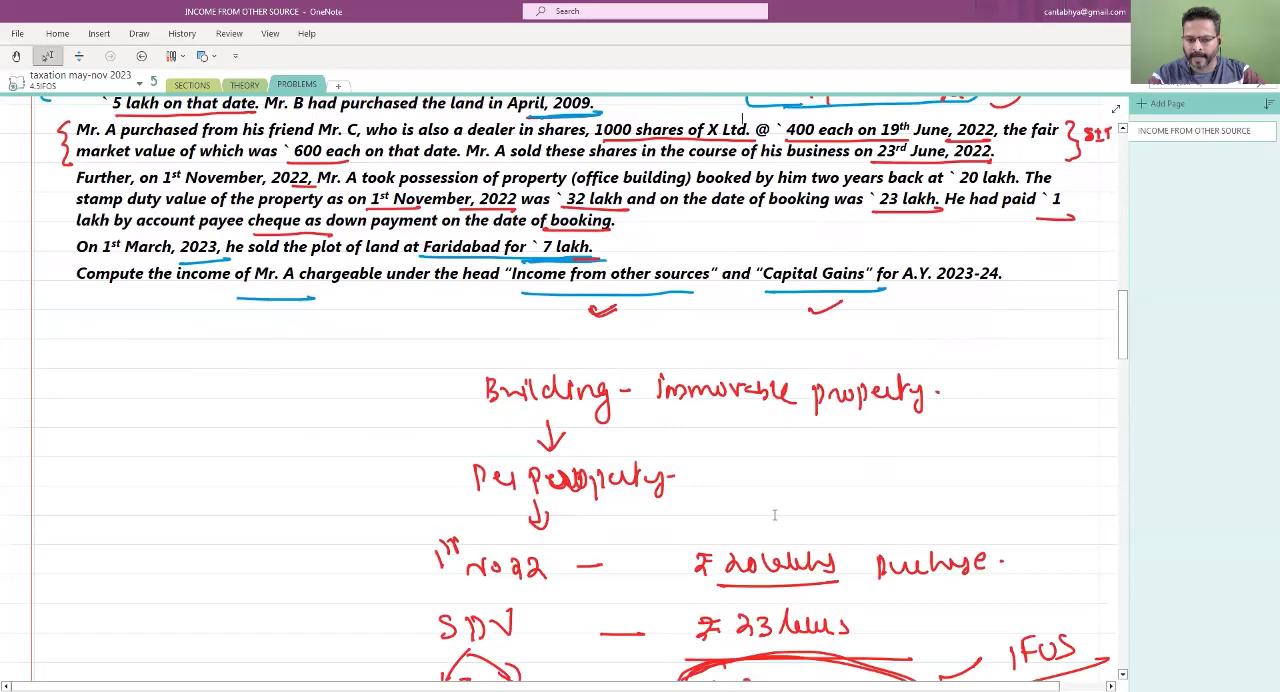 INCOME FROM OTHER SOURCE - OneNote
Search
cantabhya@gmail.com
File Home Insert Draw History Review View Help
taxation may-nov 2023
4.5IFOS
SECTIONS THEORY PROBLEMS +
+ Add Page
INCOME FROM OTHER SOURCE
` 5 lakh on that date. Mr. B had purchased the land in April, 2009.
Mr. A purchased from his friend Mr. C, who is also a dealer in shares, 1000 shares of X Ltd. @ ` 400 each on 19th June, 2022, the fair
market value of which was ` 600 each on that date. Mr. A sold these shares in the course of his business on 23rd June, 2022.
SIT
Further, on 1st November, 2022, Mr. A took possession of property (office building) booked by him two years back at ` 20 lakh. The
stamp duty value of the property as on 1st November, 2022 was ` 32 lakh and on the date of booking was ` 23 lakh. He had paid ` 1
lakh by account payee cheque as down payment on the date of booking.
On 1st March, 2023, he sold the plot of land at Faridabad for ` 7 lakh.
Compute the income of Mr. A chargeable under the head "Income from other sources" and "Capital Gains" for A.Y. 2023-24.
Building - Immovable property.
Per
1st No 22 — ₹ 20 lakhs Purchase.
SDV — ₹ 23 lakhs
IFOS